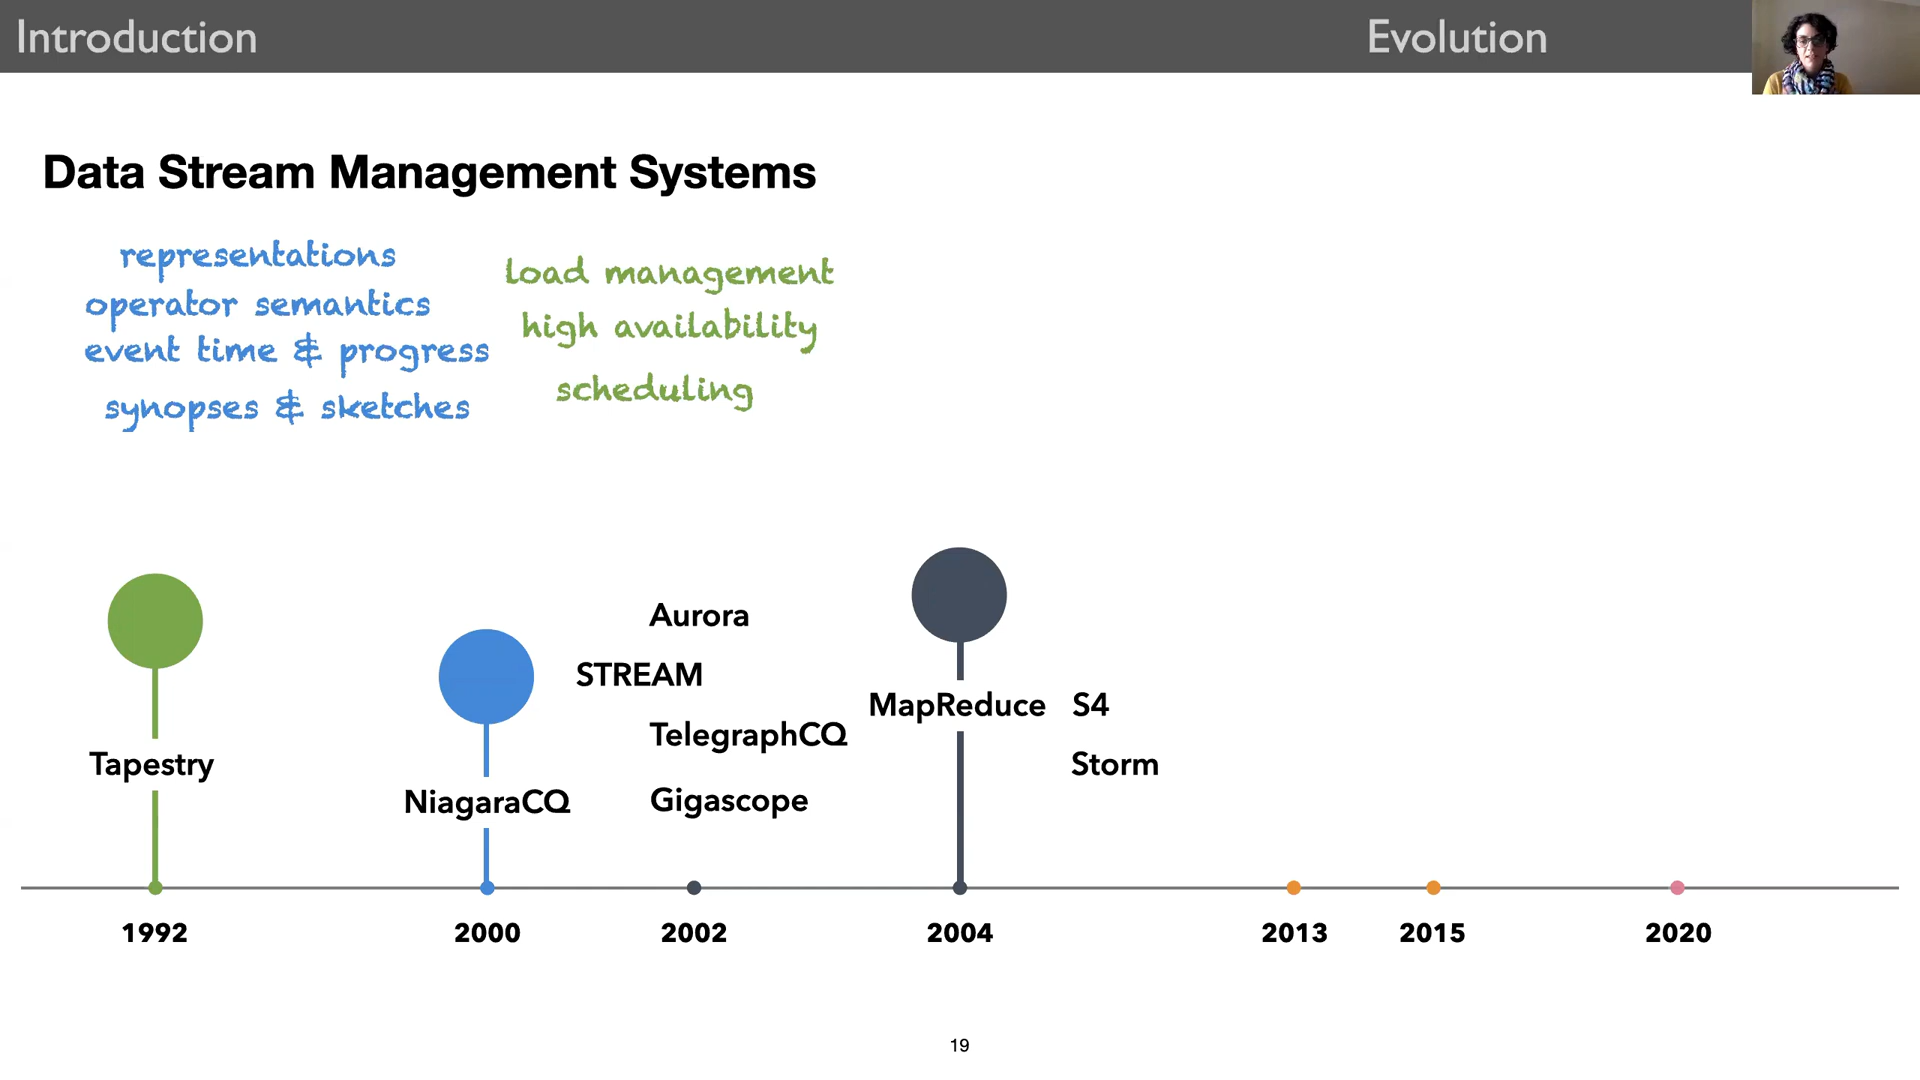 Introduction
Evolution
Data Stream Management Systems
representations
operator semantics
event time & progress
synopses & sketches
load management
high availability
scheduling
Tapestry
NiagaraCQ
Aurora
STREAM
TelegraphCQ
Gigascope
MapReduce
S4
Storm
1992
2000
2002
2004
2013
2015
2020
19